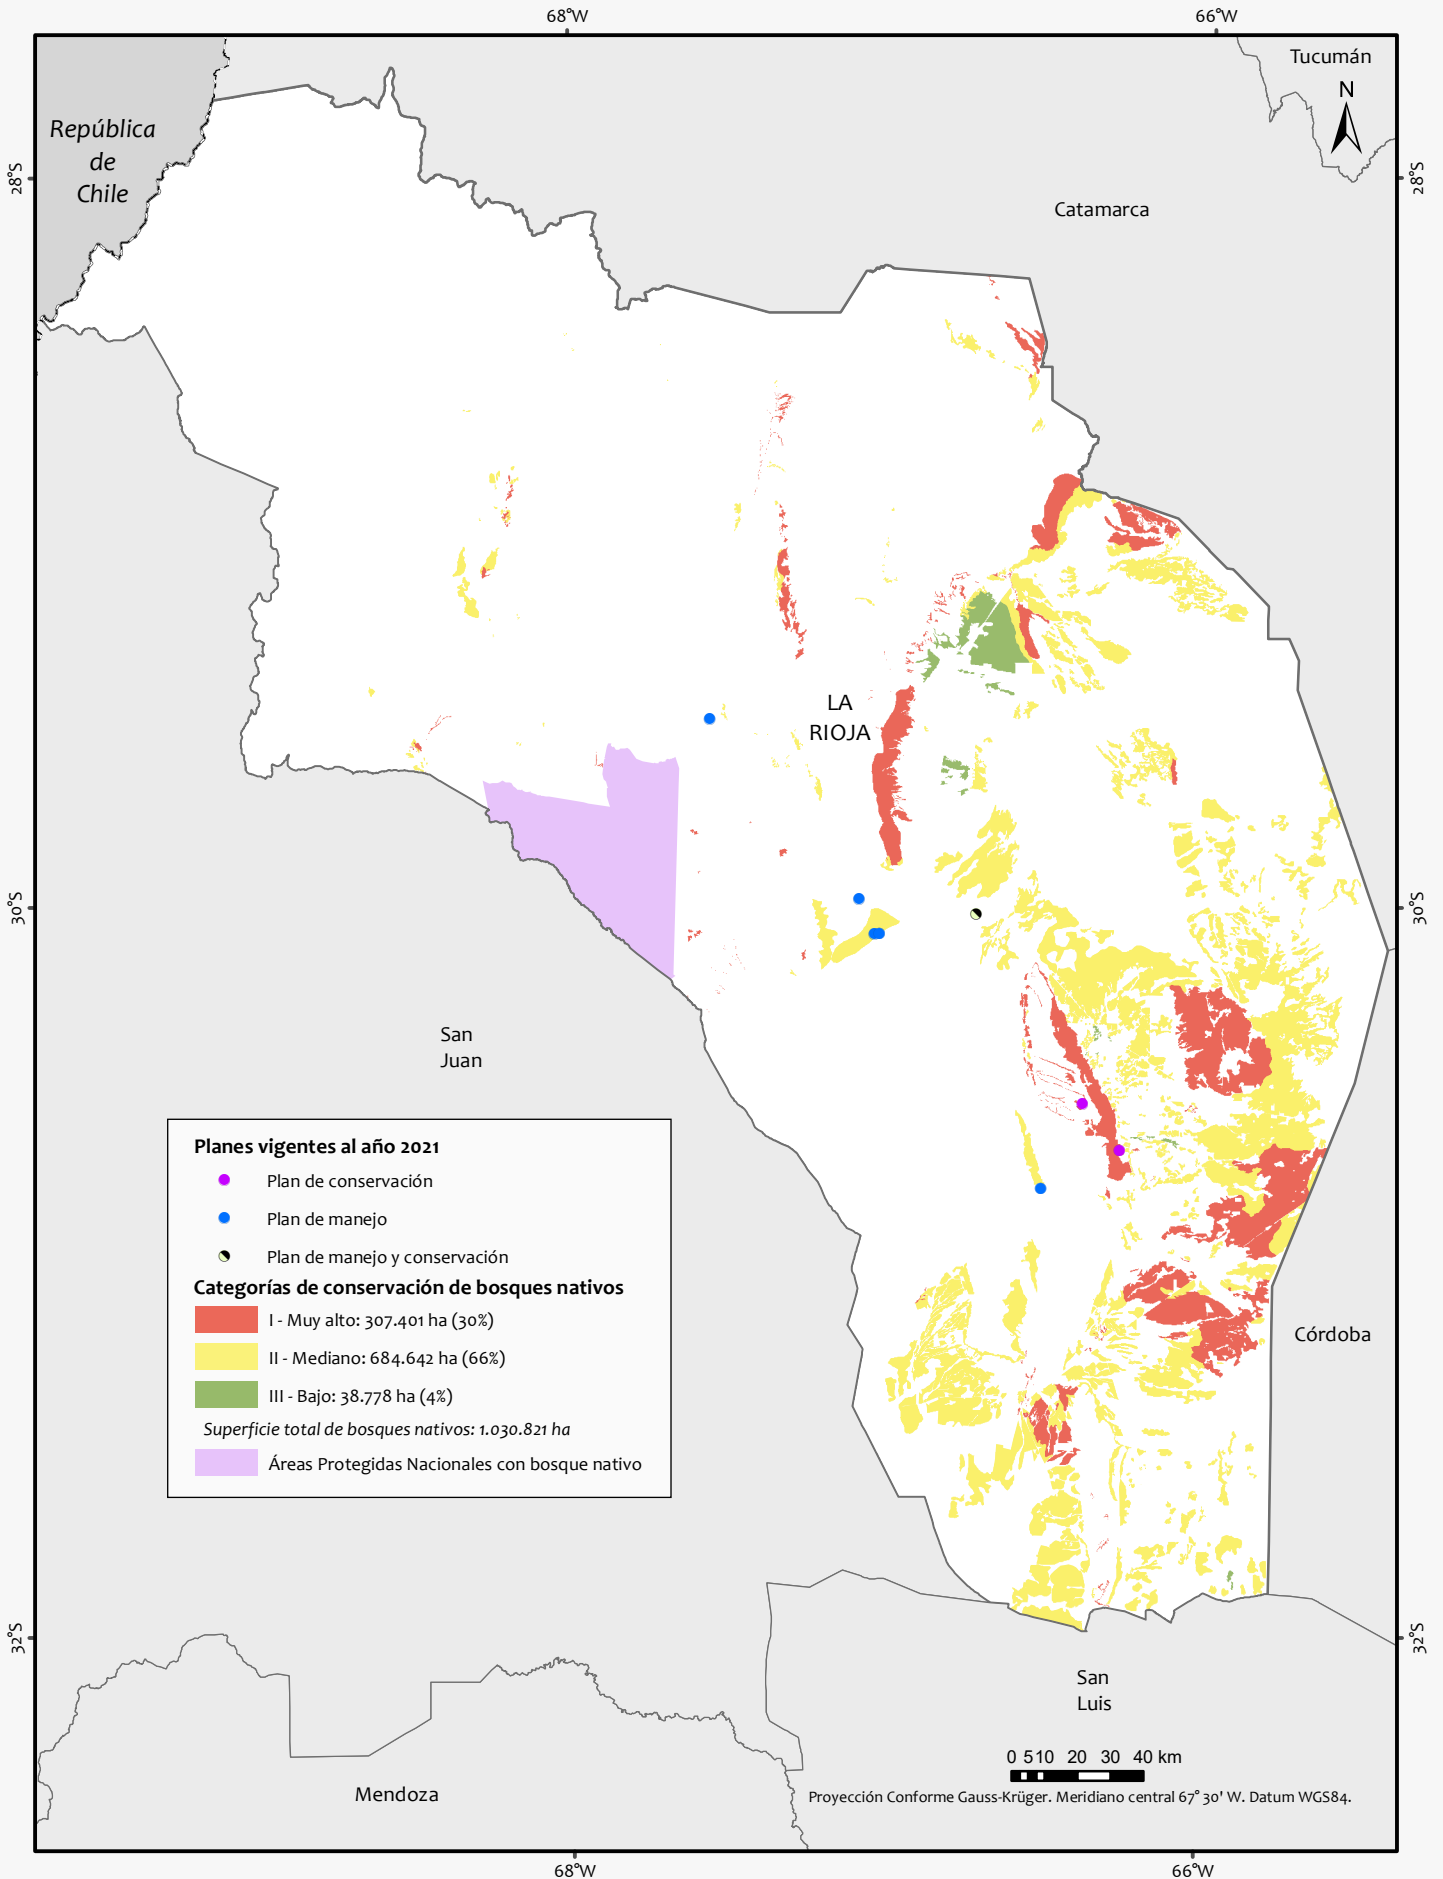 68°W
66°W
Tucumán
N
República
de
Chile
28°S
28°S
Catamarca
LA
RIOJA
30°S
30°S
San
Juan
Planes vigentes al año 2021
Plan de conservación
Plan de manejo
Plan de manejo y conservación
Categorías de conservación de bosques nativos
I - Muy alto: 307.401 ha (30%)
II - Mediano: 684.642 ha (66%)
III - Bajo: 38.778 ha (4%)
Superficie total de bosques nativos: 1.030.821 ha
Áreas Protegidas Nacionales con bosque nativo
Córdoba
32°S
32°S
San
Luis
0 5 10 20 30 40 km
Mendoza
Proyección Conforme Gauss-Krüger. Meridiano central 67° 30' W. Datum WGS84.
68°W
66°W